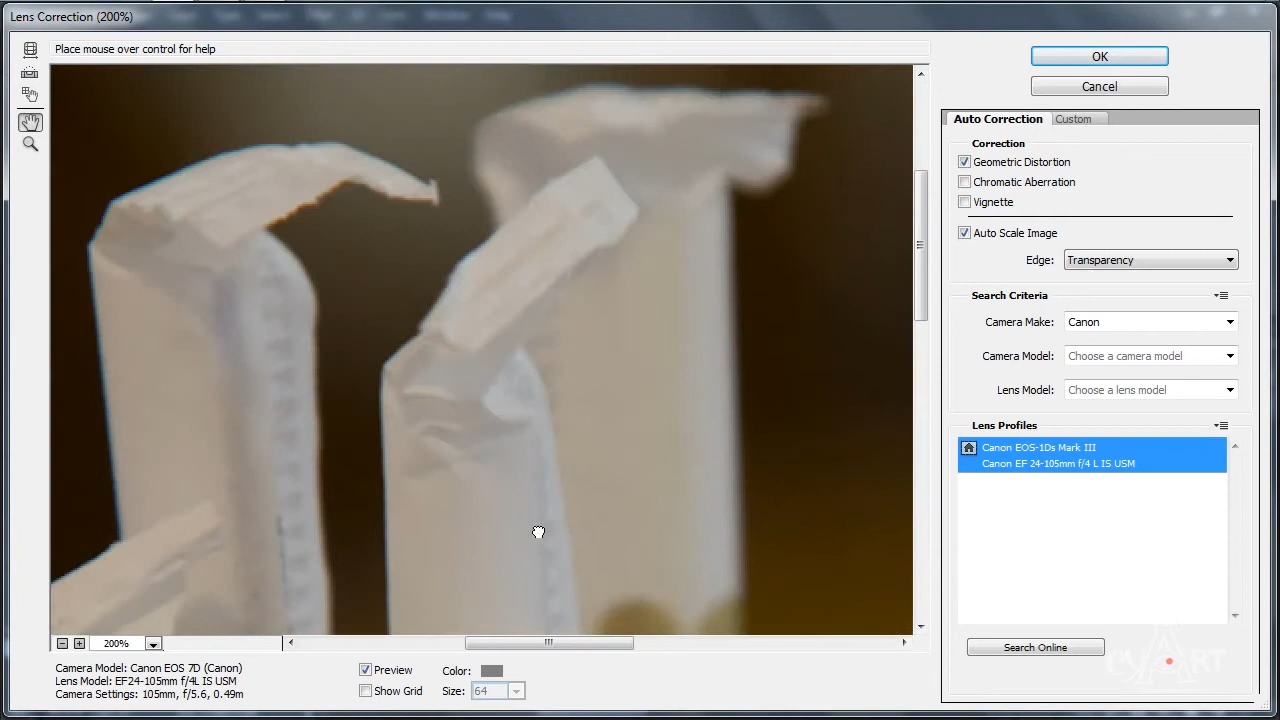 Lens Correction (200%)
Place mouse over control for help
OK
Cancel
Auto Correction
Custom
Correction
Geometric Distortion
Chromatic Aberration
Vignette
Auto Scale Image
Edge: Transparency
Search Criteria
Camera Make: Canon
Camera Model: Choose a camera model
Lens Model: Choose a lens model
Lens Profiles
Canon EOS-1Ds Mark III
Canon EF 24-105mm f/4 L IS USM
Search Online
200%
Camera Model: Canon EOS 7D (Canon)
Lens Model: EF24-105mm f/4L IS USM
Camera Settings: 105mm, f/5.6, 0.49m
Preview
Color:
Show Grid
Size: 64